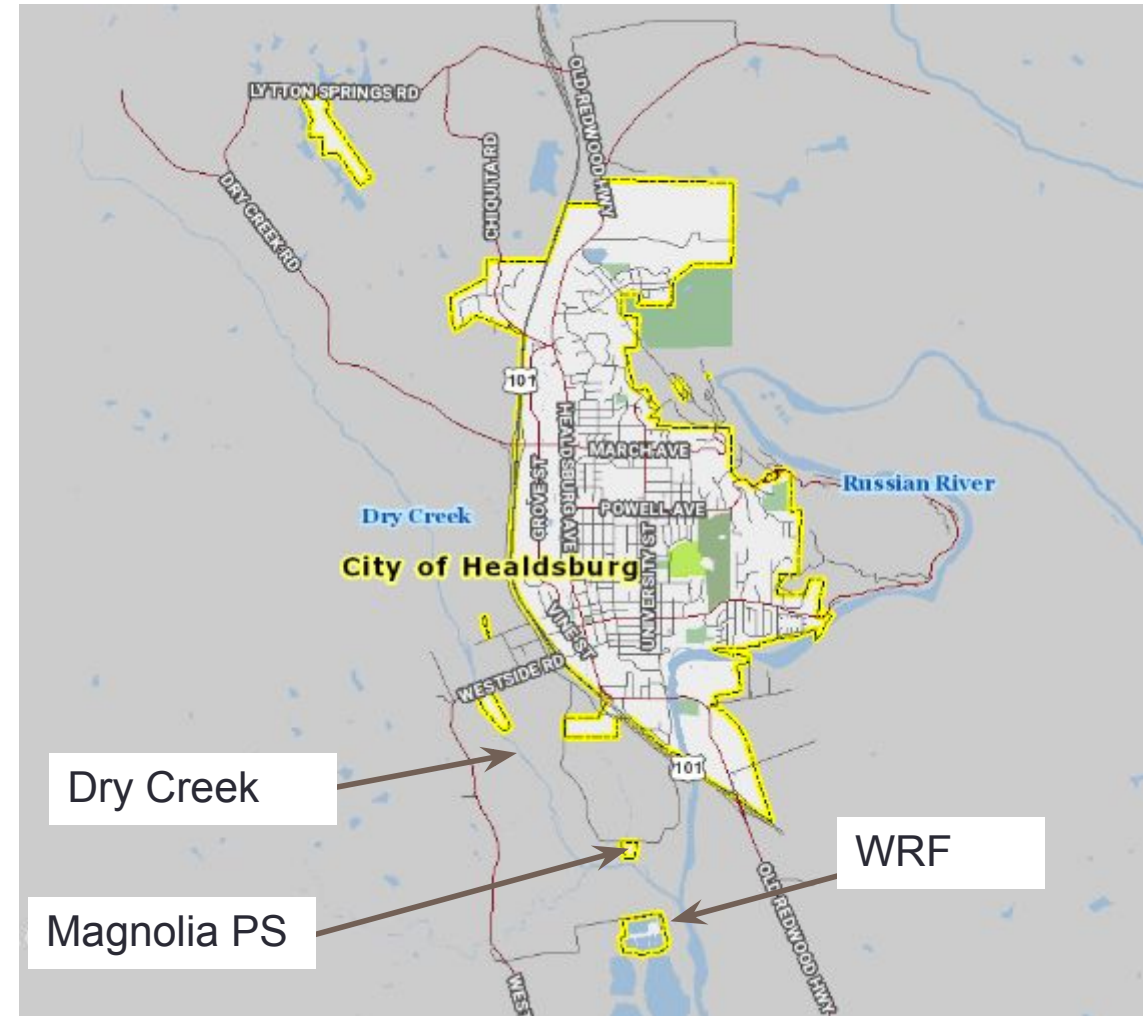 LYTTON SPRINGS RD
OLD REDWOOD HWY
CHIQUITA RD
DRY CREEK RD
101
HEALDSBURG AVE
MARCH AVE
GROVE ST
Russian River
POWELL AVE
Dry Creek
City of Healdsburg
UNIVERSITY ST
VINE ST
WESTSIDE RD
101
Dry Creek
WRF
OLD REDWOOD HWY
Magnolia PS
WEST